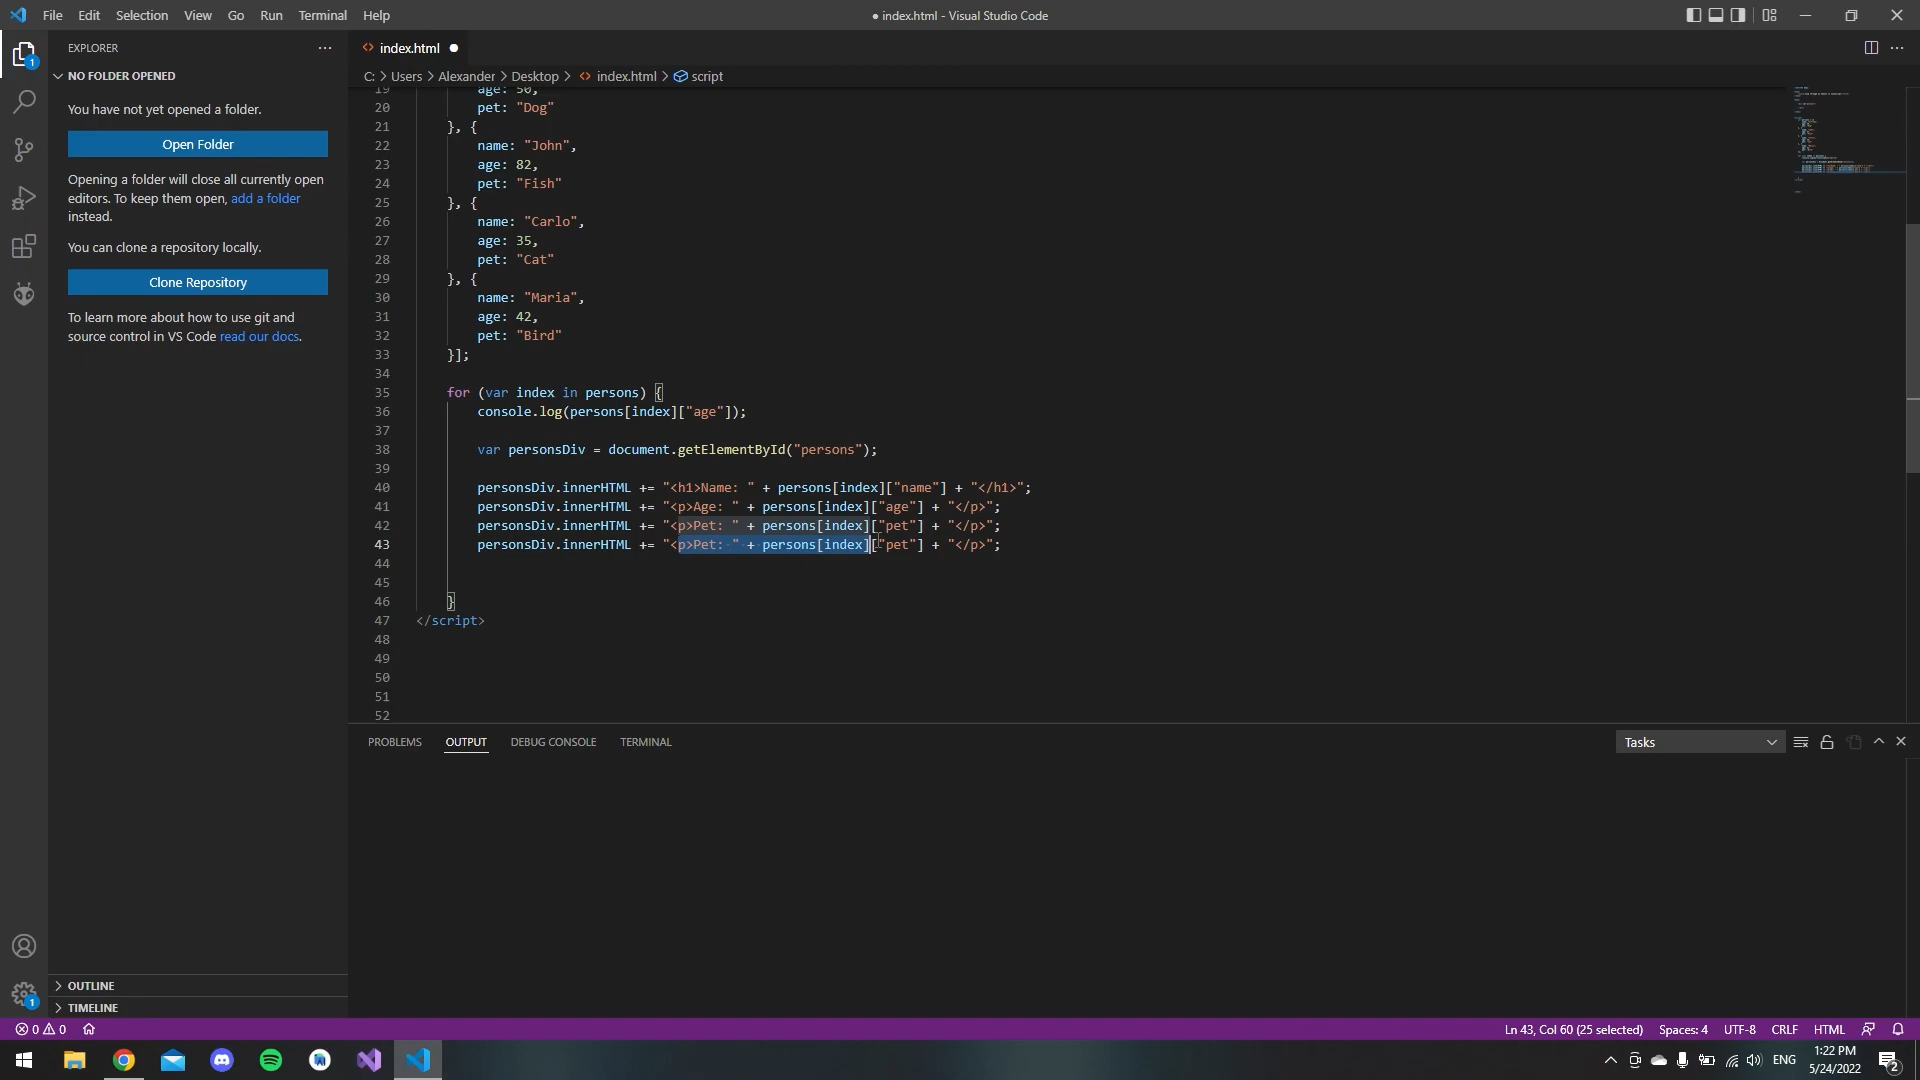 File Edit Selection View Go Run Terminal Help
● index.html - Visual Studio Code
EXPLORER
NO FOLDER OPENED
You have not yet opened a folder.
Open Folder
Opening a folder will close all currently open
editors. To keep them open, add a folder
instead.
You can clone a repository locally.
Clone Repository
To learn more about how to use git and
source control in VS Code read our docs.
OUTLINE
TIMELINE
1
1
index.html
C: > Users > Alexander > Desktop > index.html > script
19 age: 50,
20 pet: "Dog"
21 }, {
22 name: "John",
23 age: 82,
24 pet: "Fish"
25 }, {
26 name: "Carlo",
27 age: 35,
28 pet: "Cat"
29 }, {
30 name: "Maria",
31 age: 42,
32 pet: "Bird"
33 }];
34
35 for (var index in persons) {
36 console.log(persons[index]["age"]);
37
38 var personsDiv = document.getElementById("persons");
39
40 personsDiv.innerHTML += "<h1>Name: " + persons[index]["name"] + "</h1>";
41 personsDiv.innerHTML += "<p>Age: " + persons[index]["age"] + "</p>";
42 personsDiv.innerHTML += "<p>Pet: " + persons[index]["pet"] + "</p>";
43 personsDiv.innerHTML += "<p>Pet: " + persons[index]["pet"] + "</p>";
44
45
46 }
47 </script>
48
49
50
51
52
PROBLEMS OUTPUT DEBUG CONSOLE TERMINAL
Tasks
0 0
Ln 43, Col 60 (25 selected) Spaces: 4 UTF-8 CRLF HTML
ENG
1:22 PM
5/24/2022
2